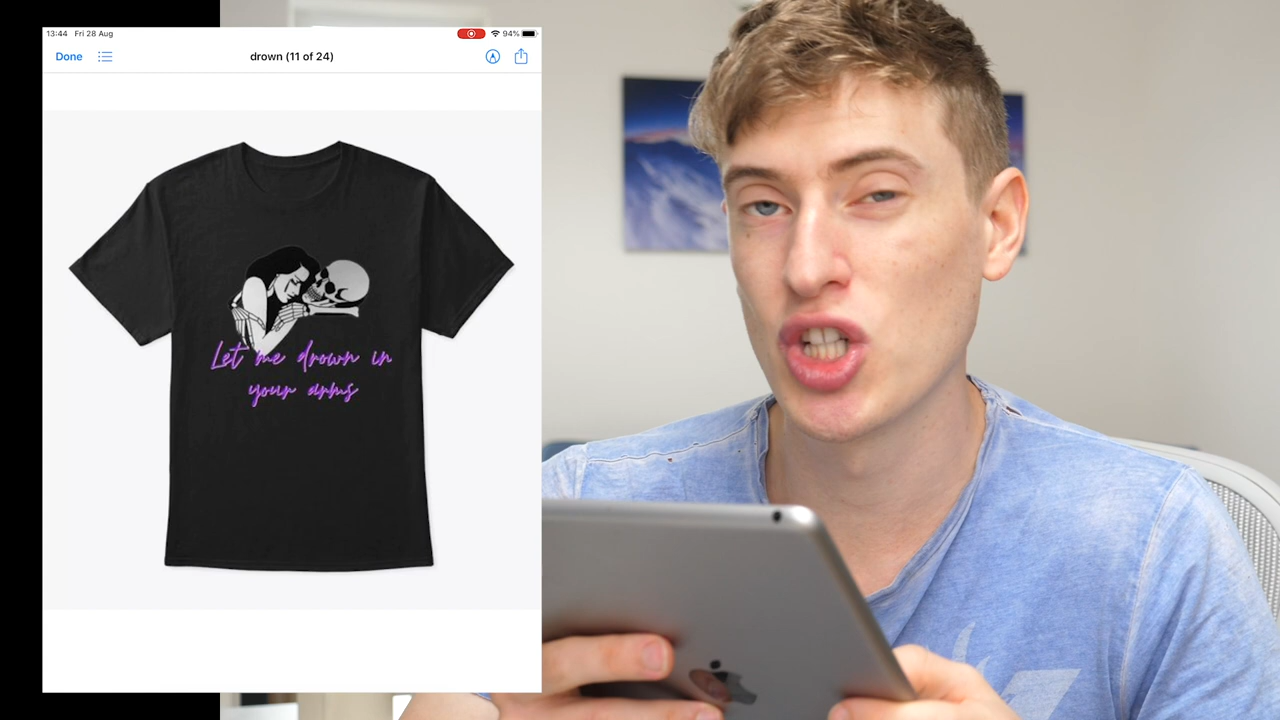 13:44 Fri 28 Aug 94%
Done drown (11 of 24)
Let me drown in
your arms